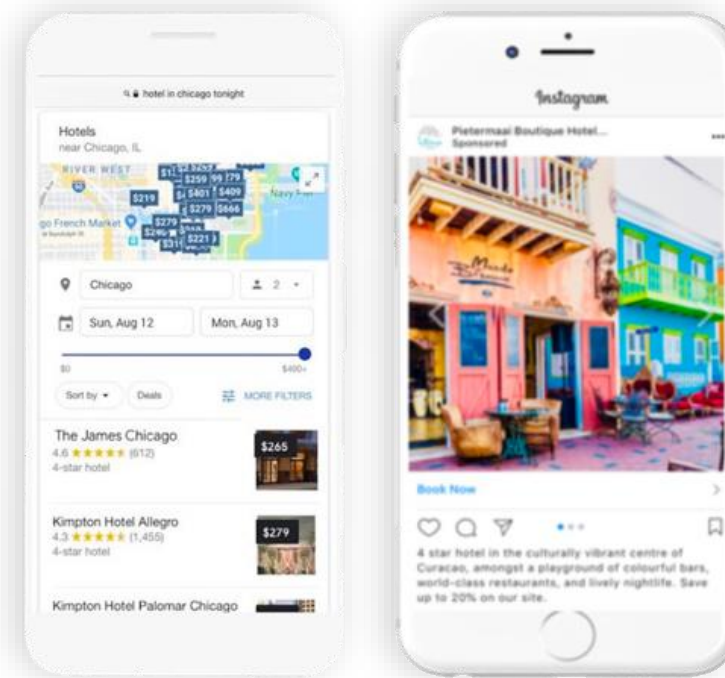 hotel in chicago tonight
Hotels
near Chicago, IL
RIVER WEST
$259
$279
$401
$409
$219
Navy Pier
$279
$666
go French Market
$279
$221
Chicago
2
Sun, Aug 12
Mon, Aug 13
$0
$400+
Sort by
Deals
MORE FILTERS
The James Chicago
4.6 (612)
4-star hotel
$265
Kimpton Hotel Allegro
4.3 (1,455)
4-star hotel
$279
Kimpton Hotel Palomar Chicago
Instagram
Pietermaai Boutique Hotel...
Sponsored
Mundo
Book Now
4 star hotel in the culturally vibrant centre of
Curacao, amongst a playground of colourful bars,
world-class restaurants, and lively nightlife. Save
up to 20% on our site.